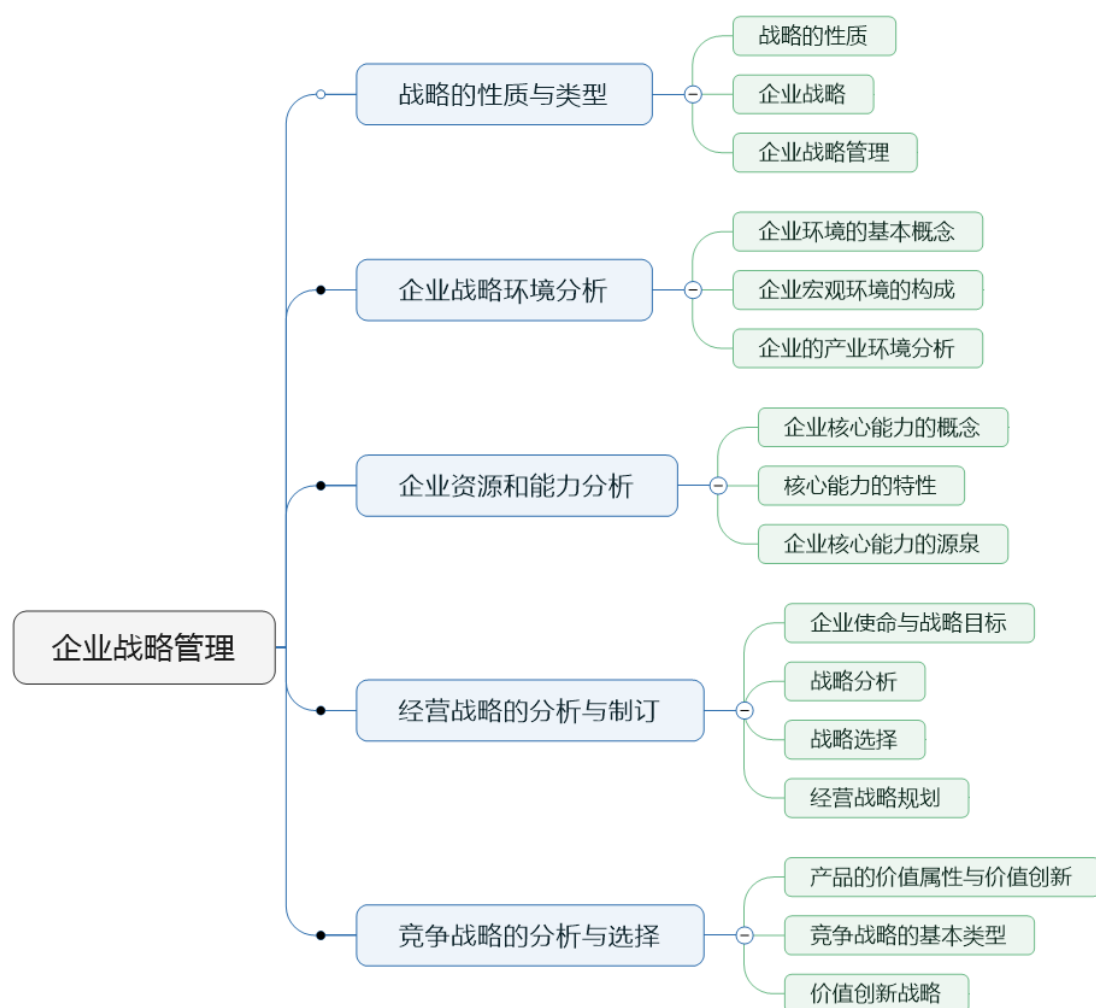 战略的性质
战略的性质与类型
企业战略
企业战略管理
企业环境的基本概念
企业战略环境分析
企业宏观环境的构成
企业的产业环境分析
企业核心能力的概念
企业资源和能力分析
核心能力的特性
企业核心能力的源泉
企业战略管理
企业使命与战略目标
战略分析
经营战略的分析与制订
战略选择
经营战略规划
产品的价值属性与价值创新
竞争战略的分析与选择
竞争战略的基本类型
价值创新战略